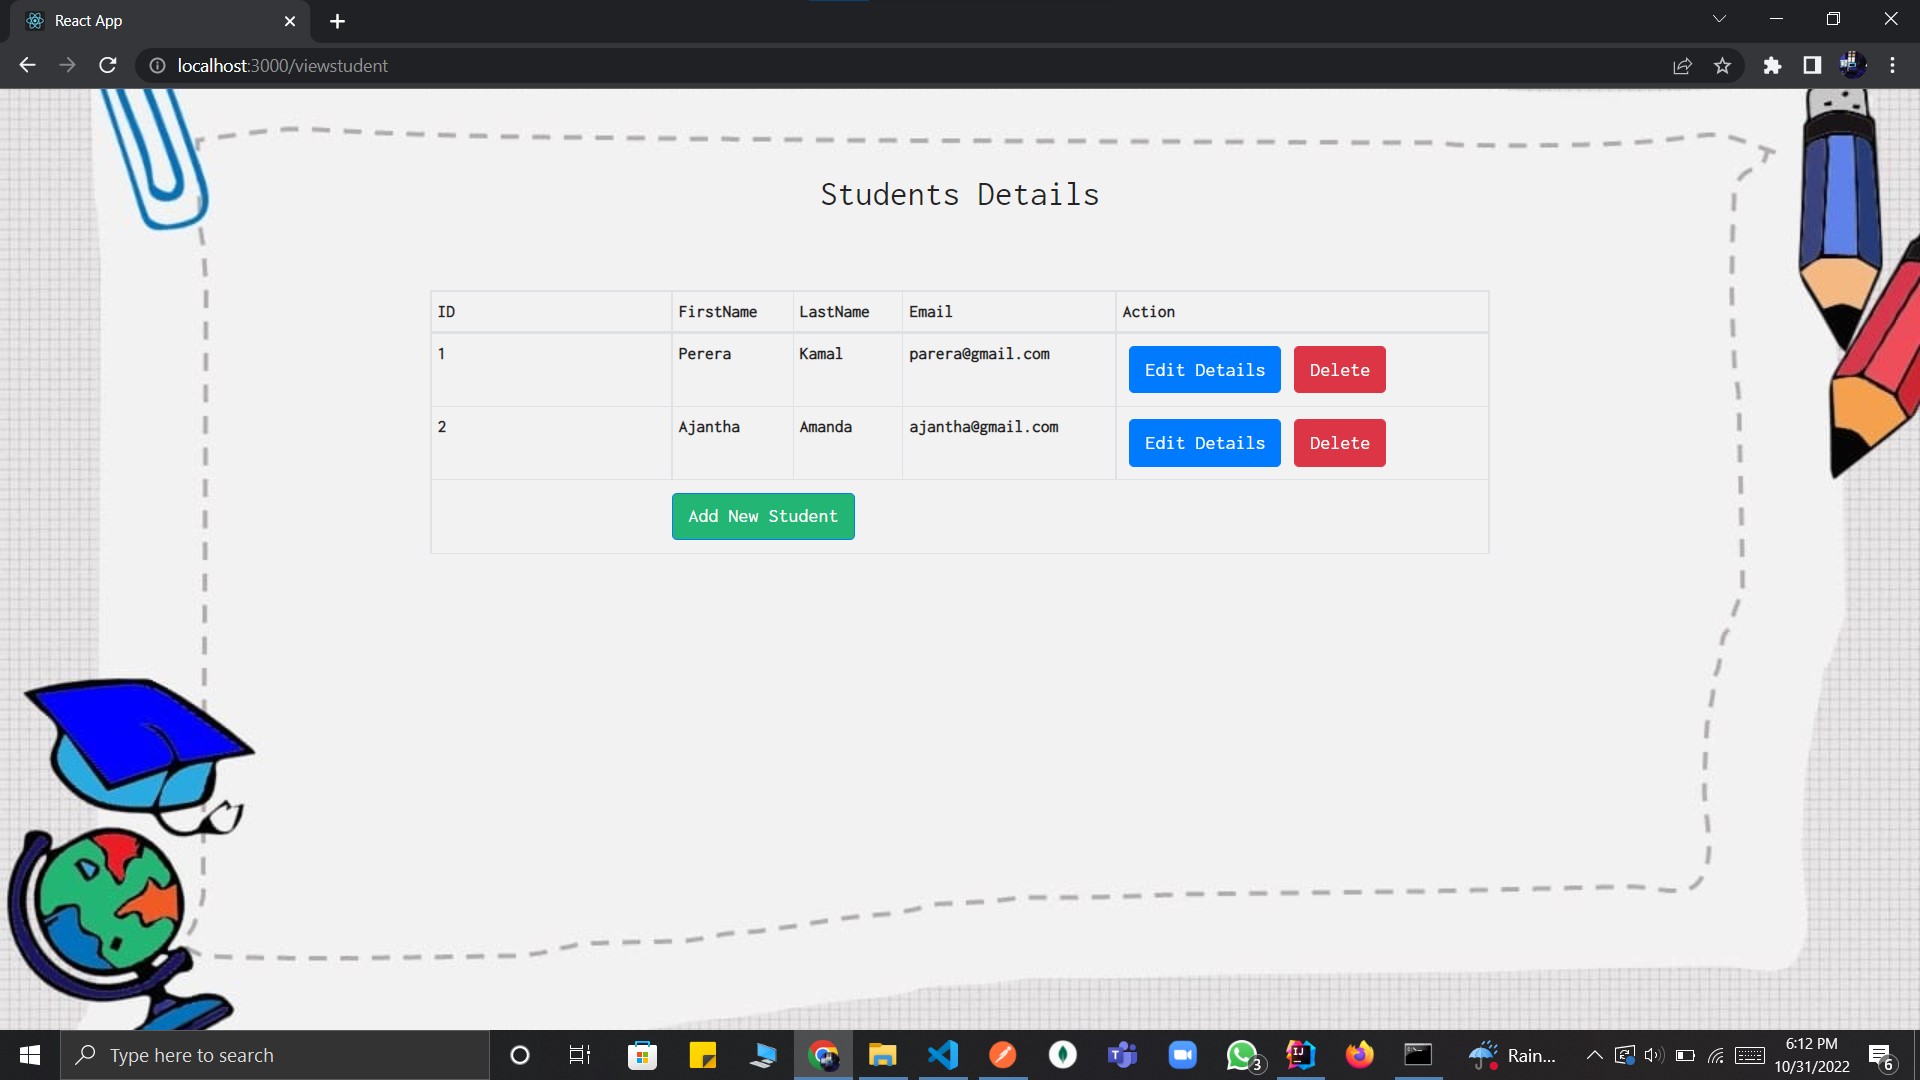 React App
localhost:3000/viewstudent
Students Details
ID FirstName LastName Email Action
1 Perera Kamal parera@gmail.com Edit Details Delete
2 Ajantha Amanda ajantha@gmail.com Edit Details Delete
Add New Student
Type here to search
3
IJ
Rain...
6:12 PM
10/31/2022
6